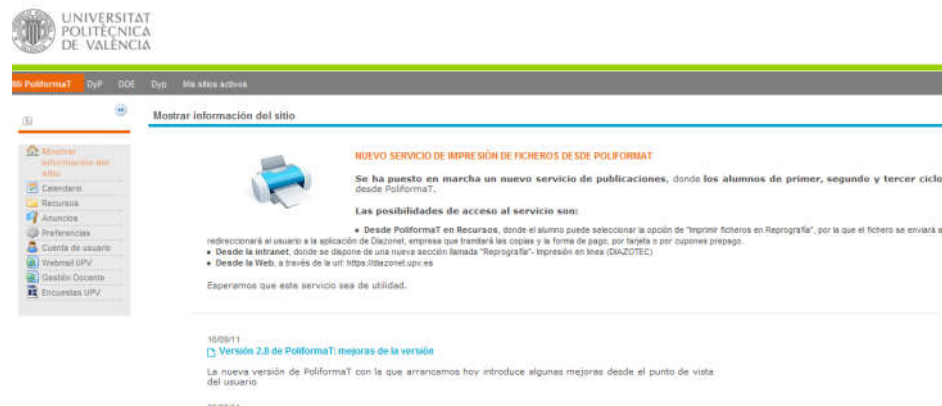 UNIVERSITAT
POLITÈCNICA
DE VALÈNCIA
Mi PoliformaT DyP DOE Dyp Mis sitios activos
Mostrar información del sitio
Mostrar
información del
sitio
Calendario
Recursos
Anuncios
Preferencias
Cuenta de usuario
Webmail UPV
Gestión Docente
Encuestas UPV
NUEVO SERVICIO DE IMPRESIÓN DE FICHEROS DESDE POLIFORMAT
Se ha puesto en marcha un nuevo servicio de publicaciones, donde los alumnos de primer, segundo y tercer ciclo
desde PoliformaT.
Las posibilidades de acceso al servicio son:
• Desde PoliformaT en Recursos, donde el alumno puede seleccionar la opción de "Imprimir ficheros en Reprografía", por la que el fichero se enviará a
redireccionará al usuario a la aplicación de Diazonet, empresa que tramitará las copias y la forma de pago, por tarjeta o por cupones prepago.
• Desde la intranet, donde se dispone de una nueva sección llamada "Reprografía"- Impresión en línea (DIAZOTEC)
• Desde la Web, a través de la url: https://diazonet.upv.es
Esperamos que este servicio sea de utilidad.
16/09/11
Versión 2.8 de PoliformaT: mejoras de la versión
La nueva versión de PoliformaT con la que arrancamos hoy introduce algunas mejoras desde el punto de vista
del usuario